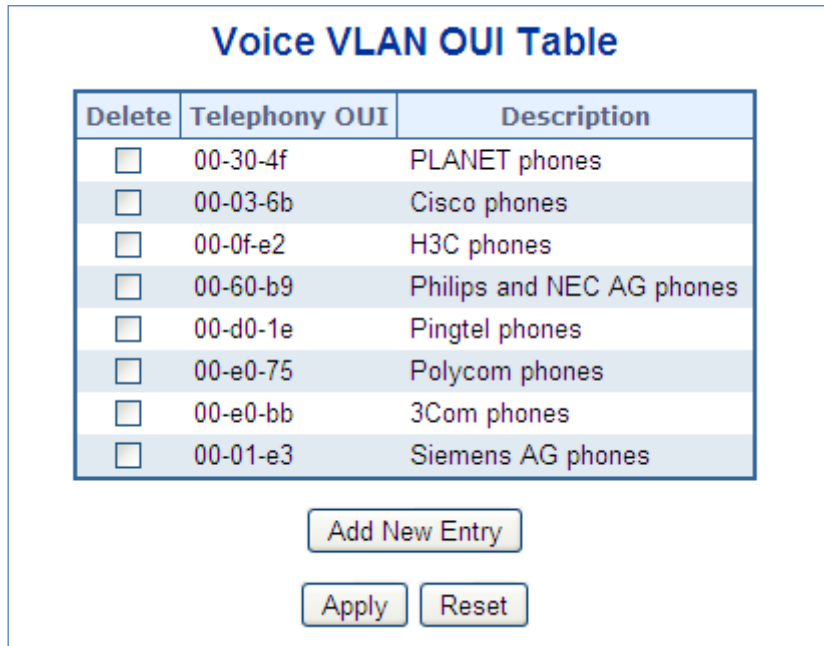 Voice VLAN OUI Table
Delete Telephony OUI Description
00-30-4f PLANET phones
00-03-6b Cisco phones
00-0f-e2 H3C phones
00-60-b9 Philips and NEC AG phones
00-d0-1e Pingtel phones
00-e0-75 Polycom phones
00-e0-bb 3Com phones
00-01-e3 Siemens AG phones
Add New Entry
Apply Reset